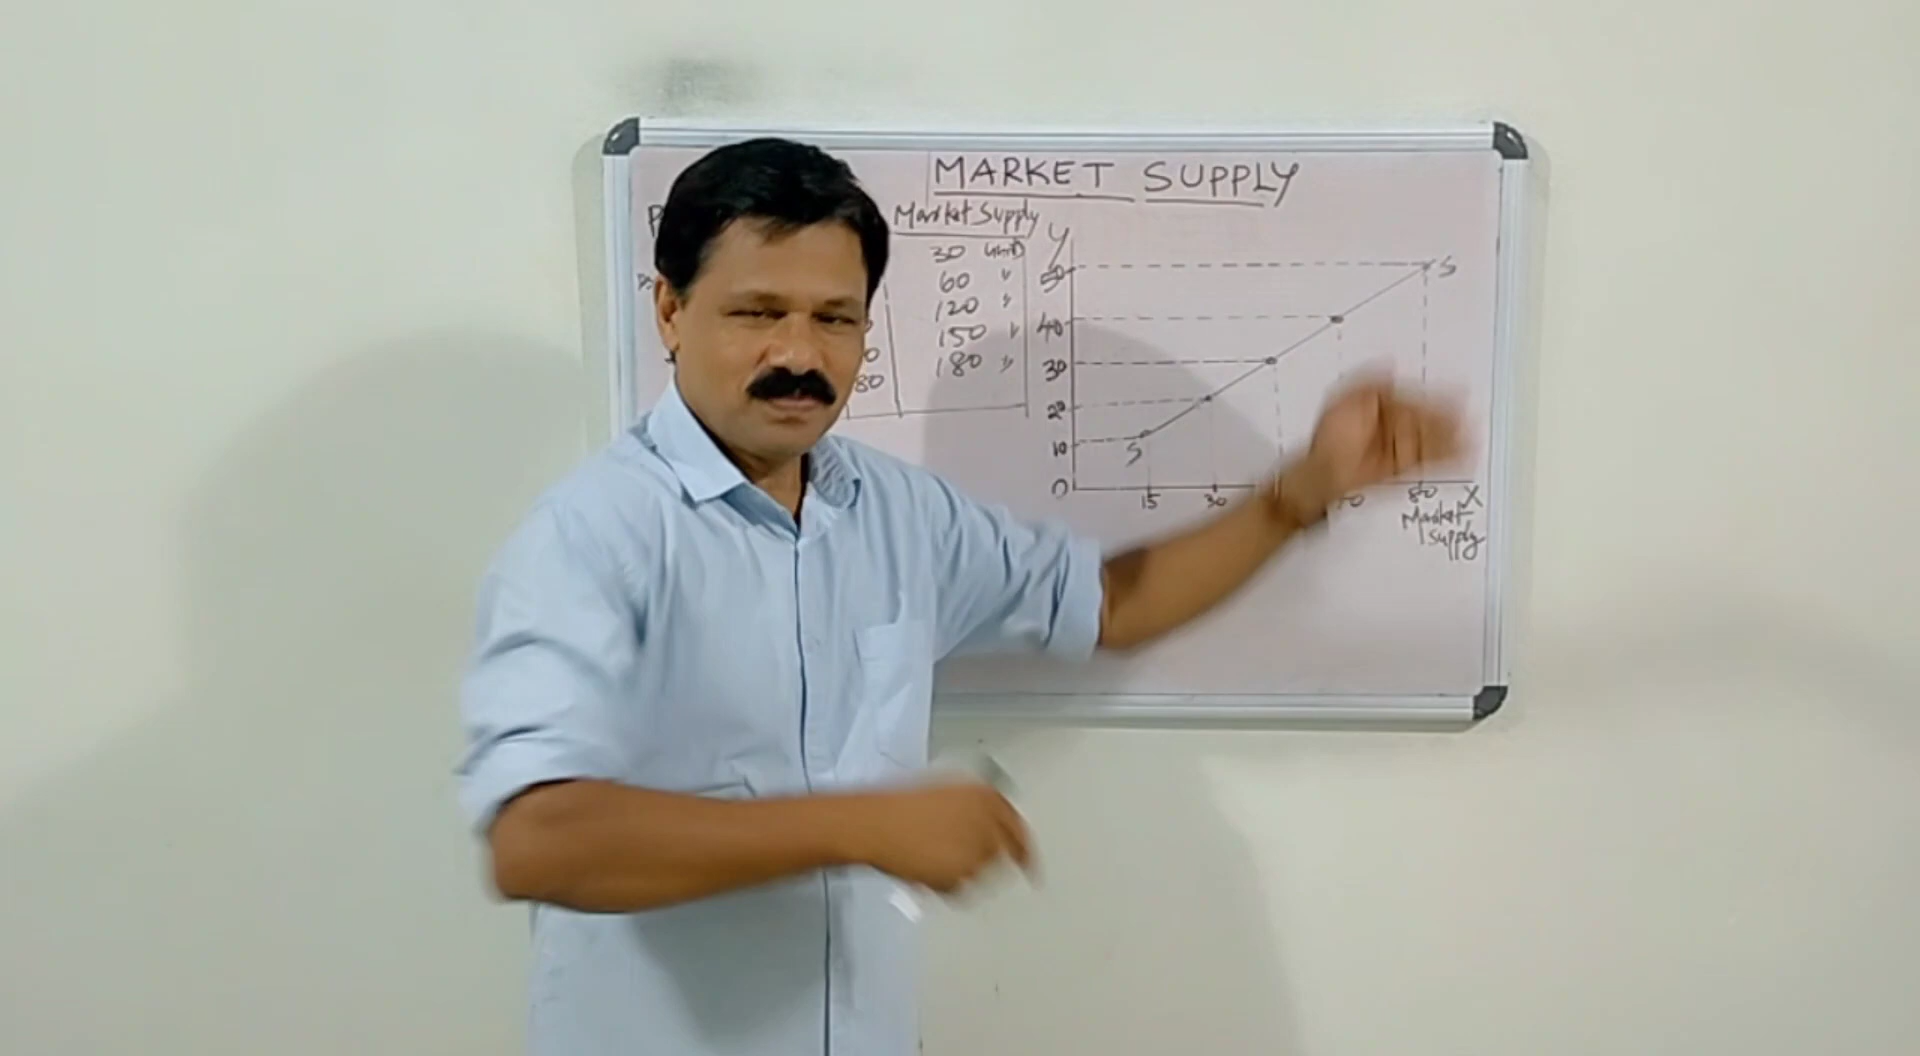 MARKET SUPPLY
Market Supply
30 units
60 "
120 "
150 "
180 "
80
Y
50
40
30
20
10
O
S
S
15
30
80
X
Market
Supply